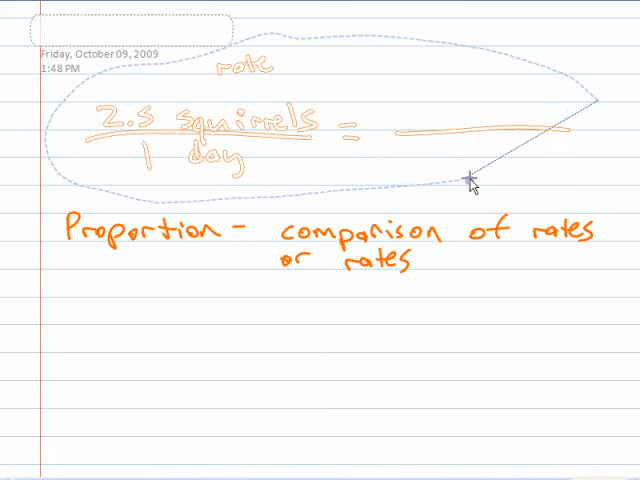 Friday, October 09, 2009
1:48 PM
rate
2.5 squirrels =
1 day
Proportion - comparison of rates
or rates